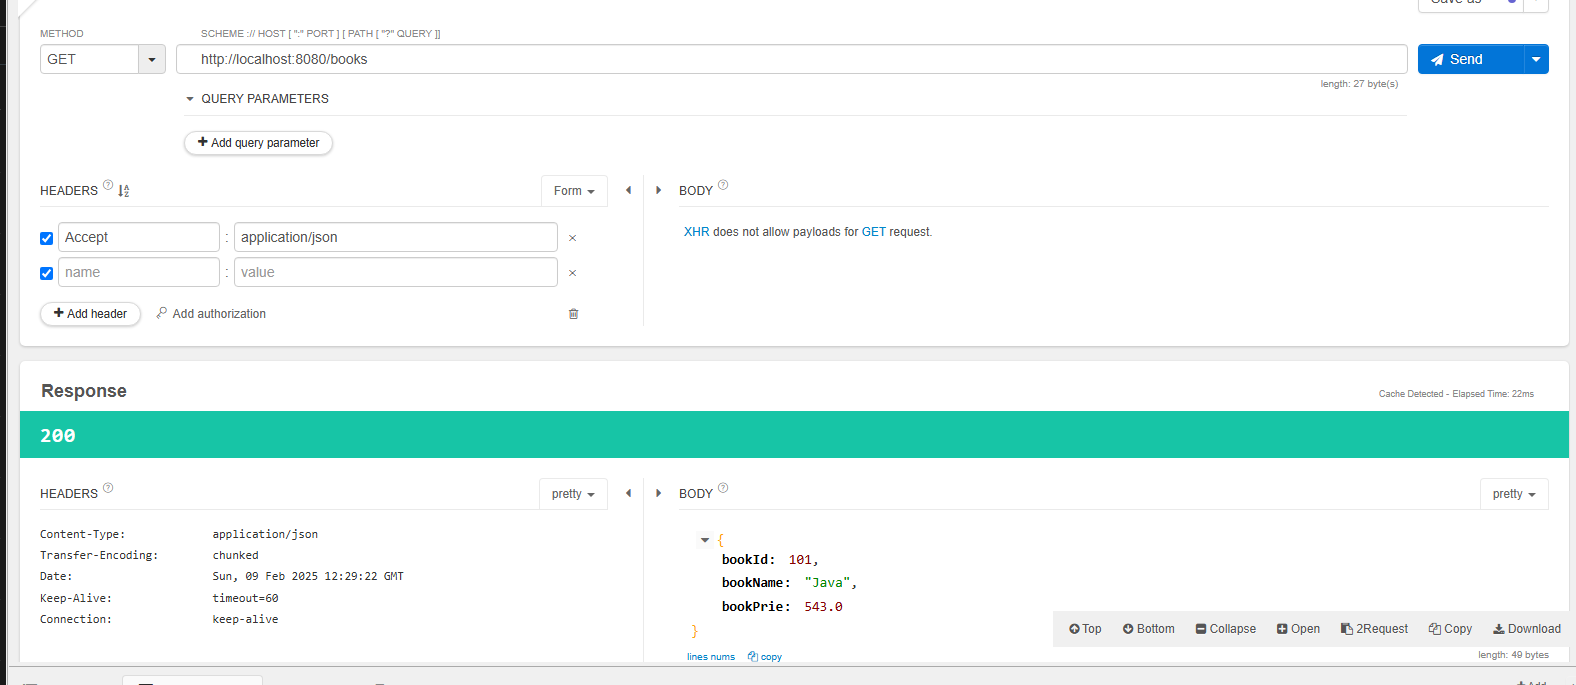 Save as
METHOD
SCHEME :// HOST [ ":" PORT ] [ PATH [ "?" QUERY ]]
GET
http://localhost:8080/books
Send
length: 27 byte(s)
QUERY PARAMETERS
+ Add query parameter
HEADERS ?
Form
BODY ?
Accept : application/json ×
XHR does not allow payloads for GET request.
name : value ×
+ Add header
Add authorization
Response
Cache Detected - Elapsed Time: 22ms
200
HEADERS ?
pretty
BODY ?
pretty
Content-Type: application/json
Transfer-Encoding: chunked
Date: Sun, 09 Feb 2025 12:29:22 GMT
Keep-Alive: timeout=60
Connection: keep-alive
{
bookId: 101,
bookName: "Java",
bookPrie: 543.0
}
Top Bottom Collapse Open 2Request Copy Download
lines nums copy
length: 49 bytes
+ Add